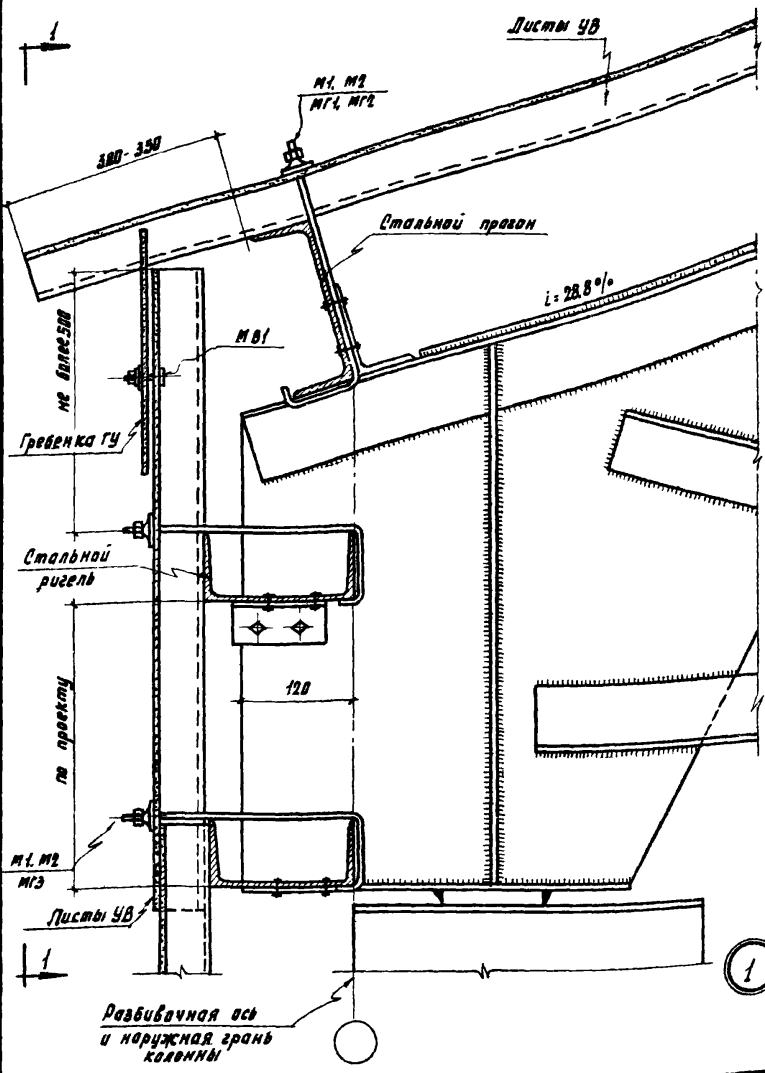 1
Листы УВ
М1, М2
МГ1, МГ2
300-350
Стальной прогон
i=28.8%
не более 500
МВ1
Гребенка ГУ
Стальной
ригель
120
по проекту
М1, М2
МГ3
Листы УВ
1
1
Разбивочная ось
и наружная грань
колонны